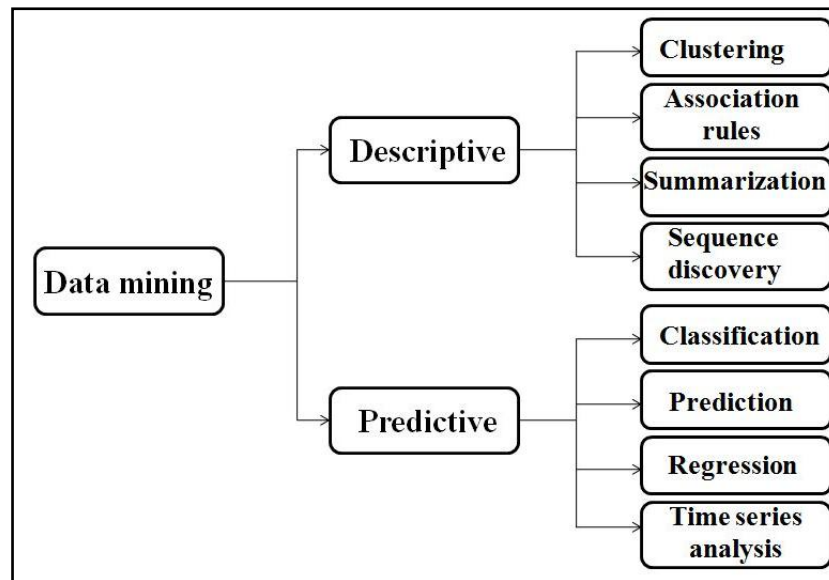 Data mining
Descriptive
Clustering
Association
rules
Summarization
Sequence
discovery
Predictive
Classification
Prediction
Regression
Time series
analysis